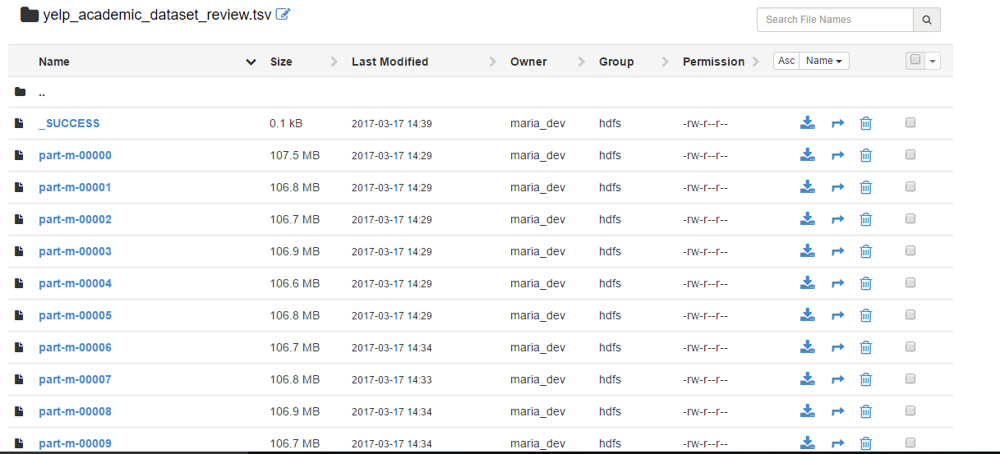 yelp_academic_dataset_review.tsv Search File Names
Name Size Last Modified Owner Group Permission Asc Name
..
_SUCCESS 0.1 kB 2017-03-17 14:39 maria_dev hdfs -rw-r--r--
part-m-00000 107.5 MB 2017-03-17 14:29 maria_dev hdfs -rw-r--r--
part-m-00001 106.8 MB 2017-03-17 14:29 maria_dev hdfs -rw-r--r--
part-m-00002 106.7 MB 2017-03-17 14:29 maria_dev hdfs -rw-r--r--
part-m-00003 106.9 MB 2017-03-17 14:29 maria_dev hdfs -rw-r--r--
part-m-00004 106.6 MB 2017-03-17 14:29 maria_dev hdfs -rw-r--r--
part-m-00005 106.8 MB 2017-03-17 14:29 maria_dev hdfs -rw-r--r--
part-m-00006 106.7 MB 2017-03-17 14:34 maria_dev hdfs -rw-r--r--
part-m-00007 106.8 MB 2017-03-17 14:33 maria_dev hdfs -rw-r--r--
part-m-00008 106.9 MB 2017-03-17 14:34 maria_dev hdfs -rw-r--r--
part-m-00009 106.7 MB 2017-03-17 14:34 maria_dev hdfs -rw-r--r--